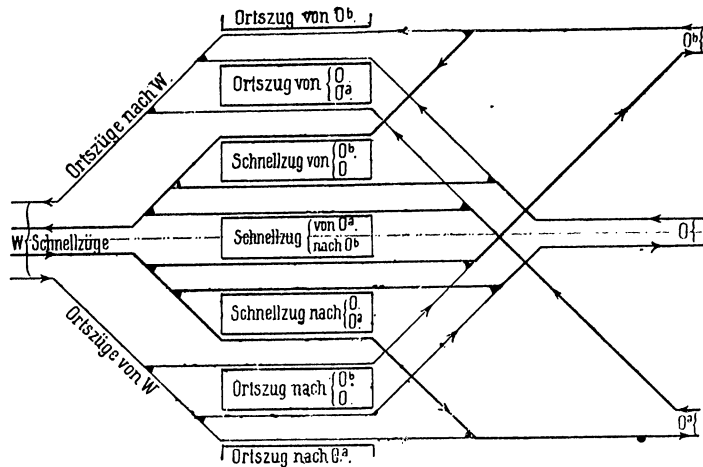 Ortszug von Oᵇ.
Ortszug von { O.
Oᵃ.
Schnellzug von { Oᵇ.
O
Schnellzug { von Oᵃ.
nach Oᵇ
Schnellzug nach { O.
Oᵃ.
Ortszug nach { Oᵇ.
O.
Ortszug nach O.ᵃ.
Ortszüge nach W.
W Schnellzüge
Ortszüge von W
Oᵇ{
O{
Oᵃ{